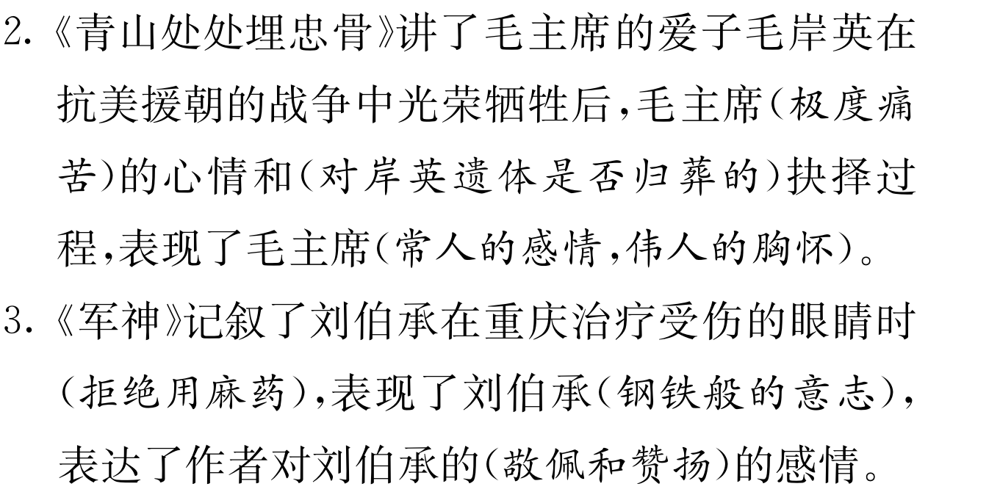 2.《青山处处埋忠骨》讲了毛主席的爱子毛岸英在
抗美援朝的战争中光荣牺牲后,毛主席(极度痛
苦)的心情和(对岸英遗体是否归葬的)抉择过
程,表现了毛主席(常人的感情,伟人的胸怀)。
3.《军神》记叙了刘伯承在重庆治疗受伤的眼睛时
(拒绝用麻药),表现了刘伯承(钢铁般的意志),
表达了作者对刘伯承的(敬佩和赞扬)的感情。